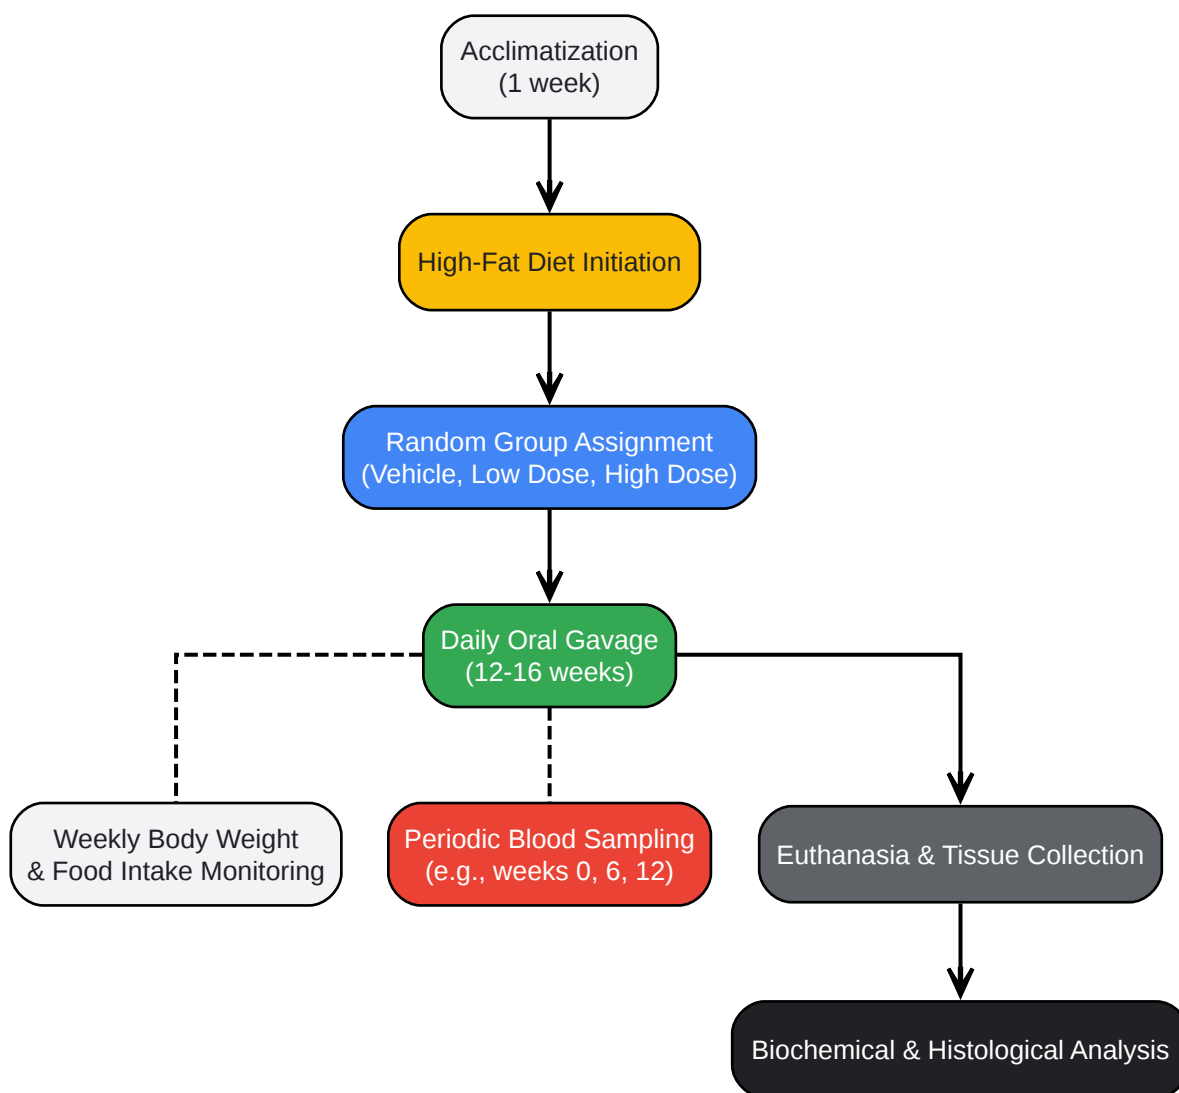 Acclimatization
(1 week)
High-Fat Diet Initiation
Random Group Assignment
(Vehicle, Low Dose, High Dose)
Daily Oral Gavage
(12-16 weeks)
Weekly Body Weight
& Food Intake Monitoring
Periodic Blood Sampling
(e.g., weeks 0, 6, 12)
Euthanasia & Tissue Collection
Biochemical & Histological Analysis